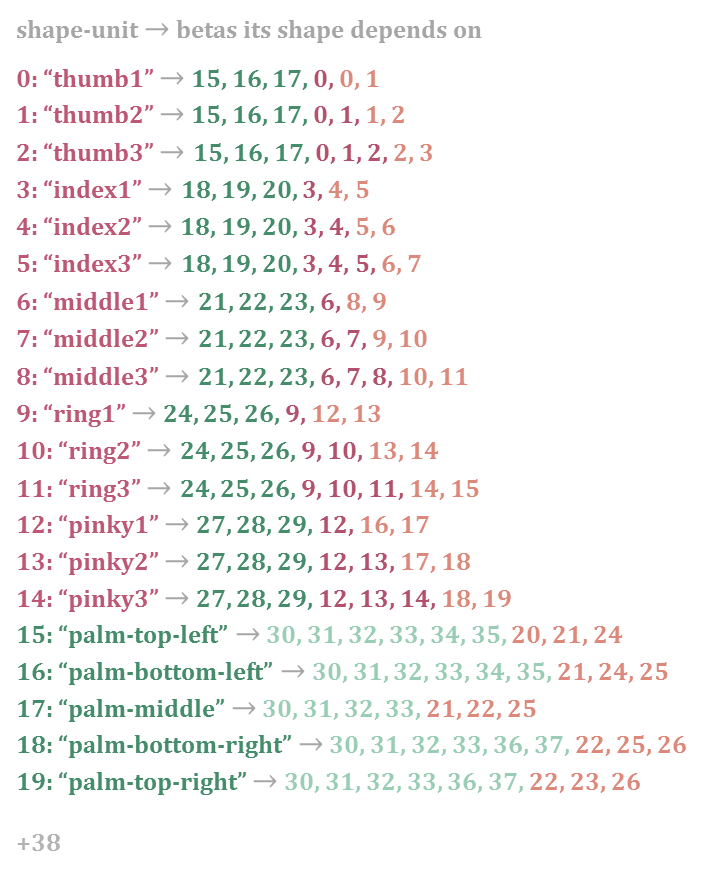 shape-unit → betas its shape depends on
0: “thumb1” → 15, 16, 17, 0, 0, 1
1: “thumb2” → 15, 16, 17, 0, 1, 1, 2
2: “thumb3” → 15, 16, 17, 0, 1, 2, 2, 3
3: “index1” → 18, 19, 20, 3, 4, 5
4: “index2” → 18, 19, 20, 3, 4, 5, 6
5: “index3” → 18, 19, 20, 3, 4, 5, 6, 7
6: “middle1” → 21, 22, 23, 6, 8, 9
7: “middle2” → 21, 22, 23, 6, 7, 9, 10
8: “middle3” → 21, 22, 23, 6, 7, 8, 10, 11
9: “ring1” → 24, 25, 26, 9, 12, 13
10: “ring2” → 24, 25, 26, 9, 10, 13, 14
11: “ring3” → 24, 25, 26, 9, 10, 11, 14, 15
12: “pinky1” → 27, 28, 29, 12, 16, 17
13: “pinky2” → 27, 28, 29, 12, 13, 17, 18
14: “pinky3” → 27, 28, 29, 12, 13, 14, 18, 19
15: “palm-top-left” → 30, 31, 32, 33, 34, 35, 20, 21, 24
16: “palm-bottom-left” → 30, 31, 32, 33, 34, 35, 21, 24, 25
17: “palm-middle” → 30, 31, 32, 33, 21, 22, 25
18: “palm-bottom-right” → 30, 31, 32, 33, 36, 37, 22, 25, 26
19: “palm-top-right” → 30, 31, 32, 33, 36, 37, 22, 23, 26
+38